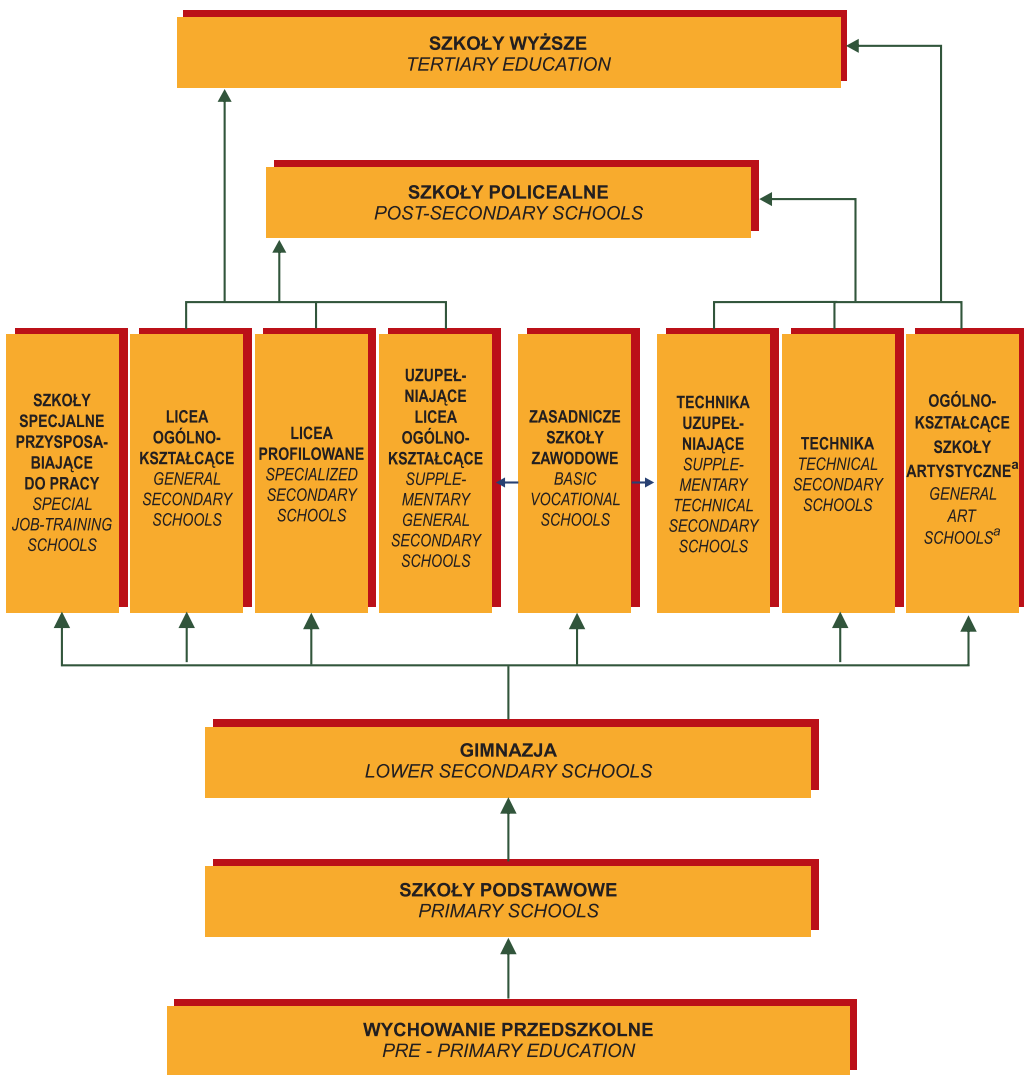 SZKOŁY WYŻSZE
TERTIARY EDUCATION
SZKOŁY POLICEALNE
POST-SECONDARY SCHOOLS
SZKOŁY
SPECJALNE
PRZYSPOSA-
BIAJĄCE
DO PRACY
SPECIAL
JOB-TRAINING
SCHOOLS
LICEA
OGÓLNO-
KSZTAŁCĄCE
GENERAL
SECONDARY
SCHOOLS
LICEA
PROFILOWANE
SPECIALIZED
SECONDARY
SCHOOLS
UZUPEŁ-
NIAJĄCE
LICEA
OGÓLNO-
KSZTAŁCĄCE
SUPPLE-
MENTARY
GENERAL
SECONDARY
SCHOOLS
ZASADNICZE
SZKOŁY
ZAWODOWE
BASIC
VOCATIONAL
SCHOOLS
TECHNIKA
UZUPEŁ-
NIAJĄCE
SUPPLE-
MENTARY
TECHNICAL
SECONDARY
SCHOOLS
TECHNIKA
TECHNICAL
SECONDARY
SCHOOLS
OGÓLNO-
KSZTAŁCĄCE
SZKOŁY
ARTYSTYCZNEa
GENERAL
ART
SCHOOLSa
GIMNAZJA
LOWER SECONDARY SCHOOLS
SZKOŁY PODSTAWOWE
PRIMARY SCHOOLS
WYCHOWANIE PRZEDSZKOLNE
PRE - PRIMARY EDUCATION